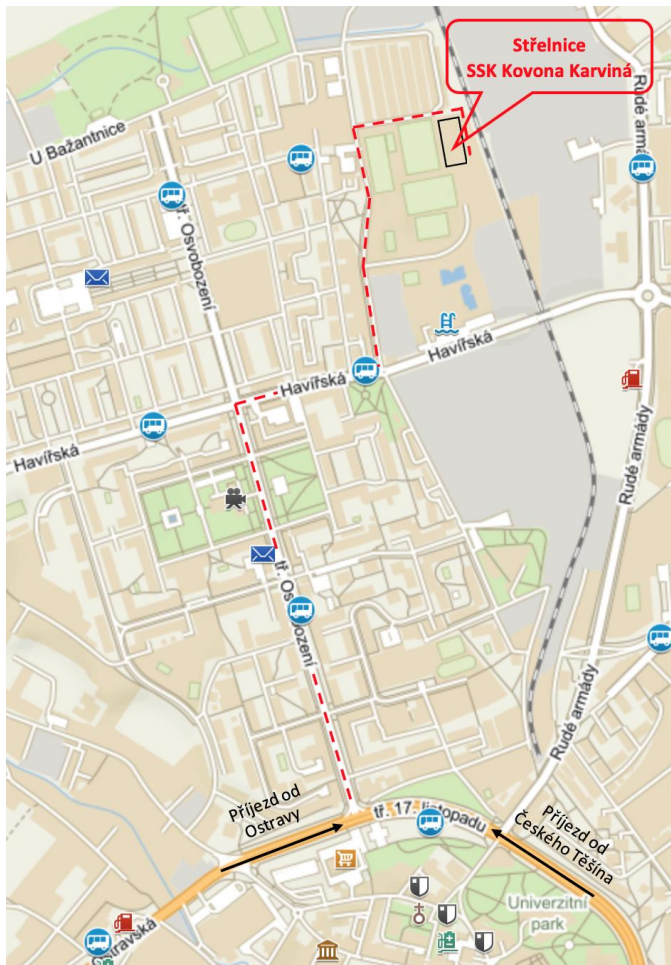 Střelnice
SSK Kovona Karviná
Rudé armády
U Bažantnice
tř. Osvobození
Havířská
Havířská
Havířská
Rudé armády
tř. Osvobození
Rudé armády
Příjezd od
Ostravy
tř. 17. listopadu
Příjezd od
Českého Těšína
Univerzitní
park
Ostravská